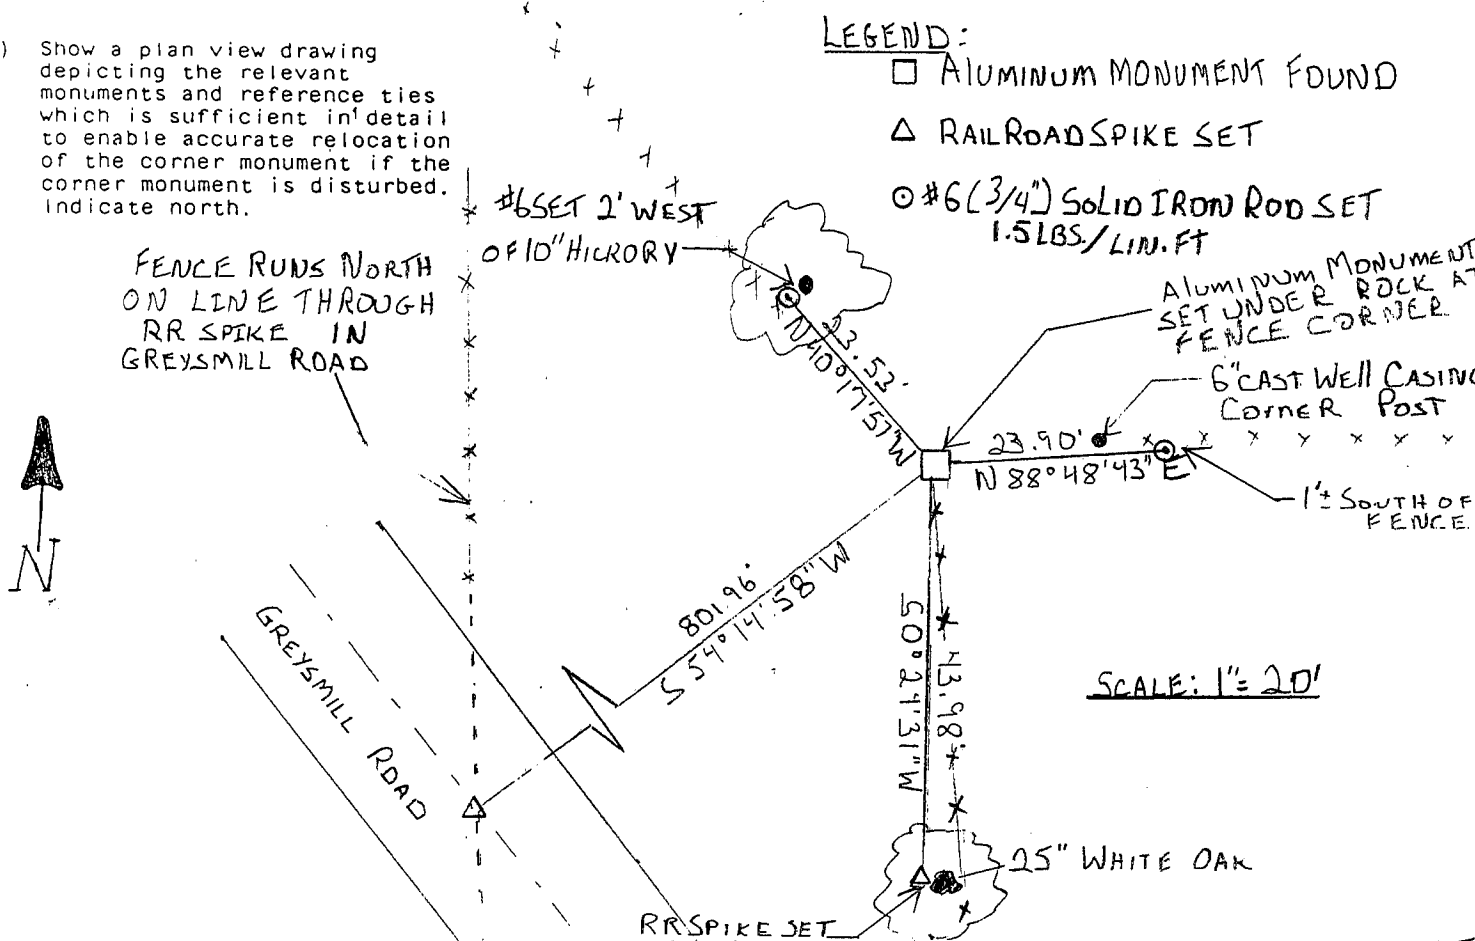 ) Show a plan view drawing
depicting the relevant
monuments and reference ties
which is sufficient in detail
to enable accurate relocation
of the corner monument if the
corner monument is disturbed.
Indicate north.
LEGEND:
□ ALUMINUM MONUMENT FOUND
△ RAILROAD SPIKE SET
⊙ #6 (3/4") SOLID IRON ROD SET
1.5 LBS./LIN. FT
#6 SET 2' WEST
OF 10" HICKORY
FENCE RUNS NORTH
ON LINE THROUGH
RR SPIKE IN
GREYSMILL ROAD
ALUMINUM MONUMENT
SET UNDER ROCK AT
FENCE CORNER
6" CAST WELL CASING
CORNER POST
23.53'
N 40° 17' 57" W
23.90'
N 88° 48' 43" E
1'± SOUTH OF
FENCE
N
801.96'
S 54° 14' 58" W
S 0° 21' 31" W
43.98'
SCALE: 1" = 20'
GREYSMILL ROAD
25" WHITE OAK
RR SPIKE SET